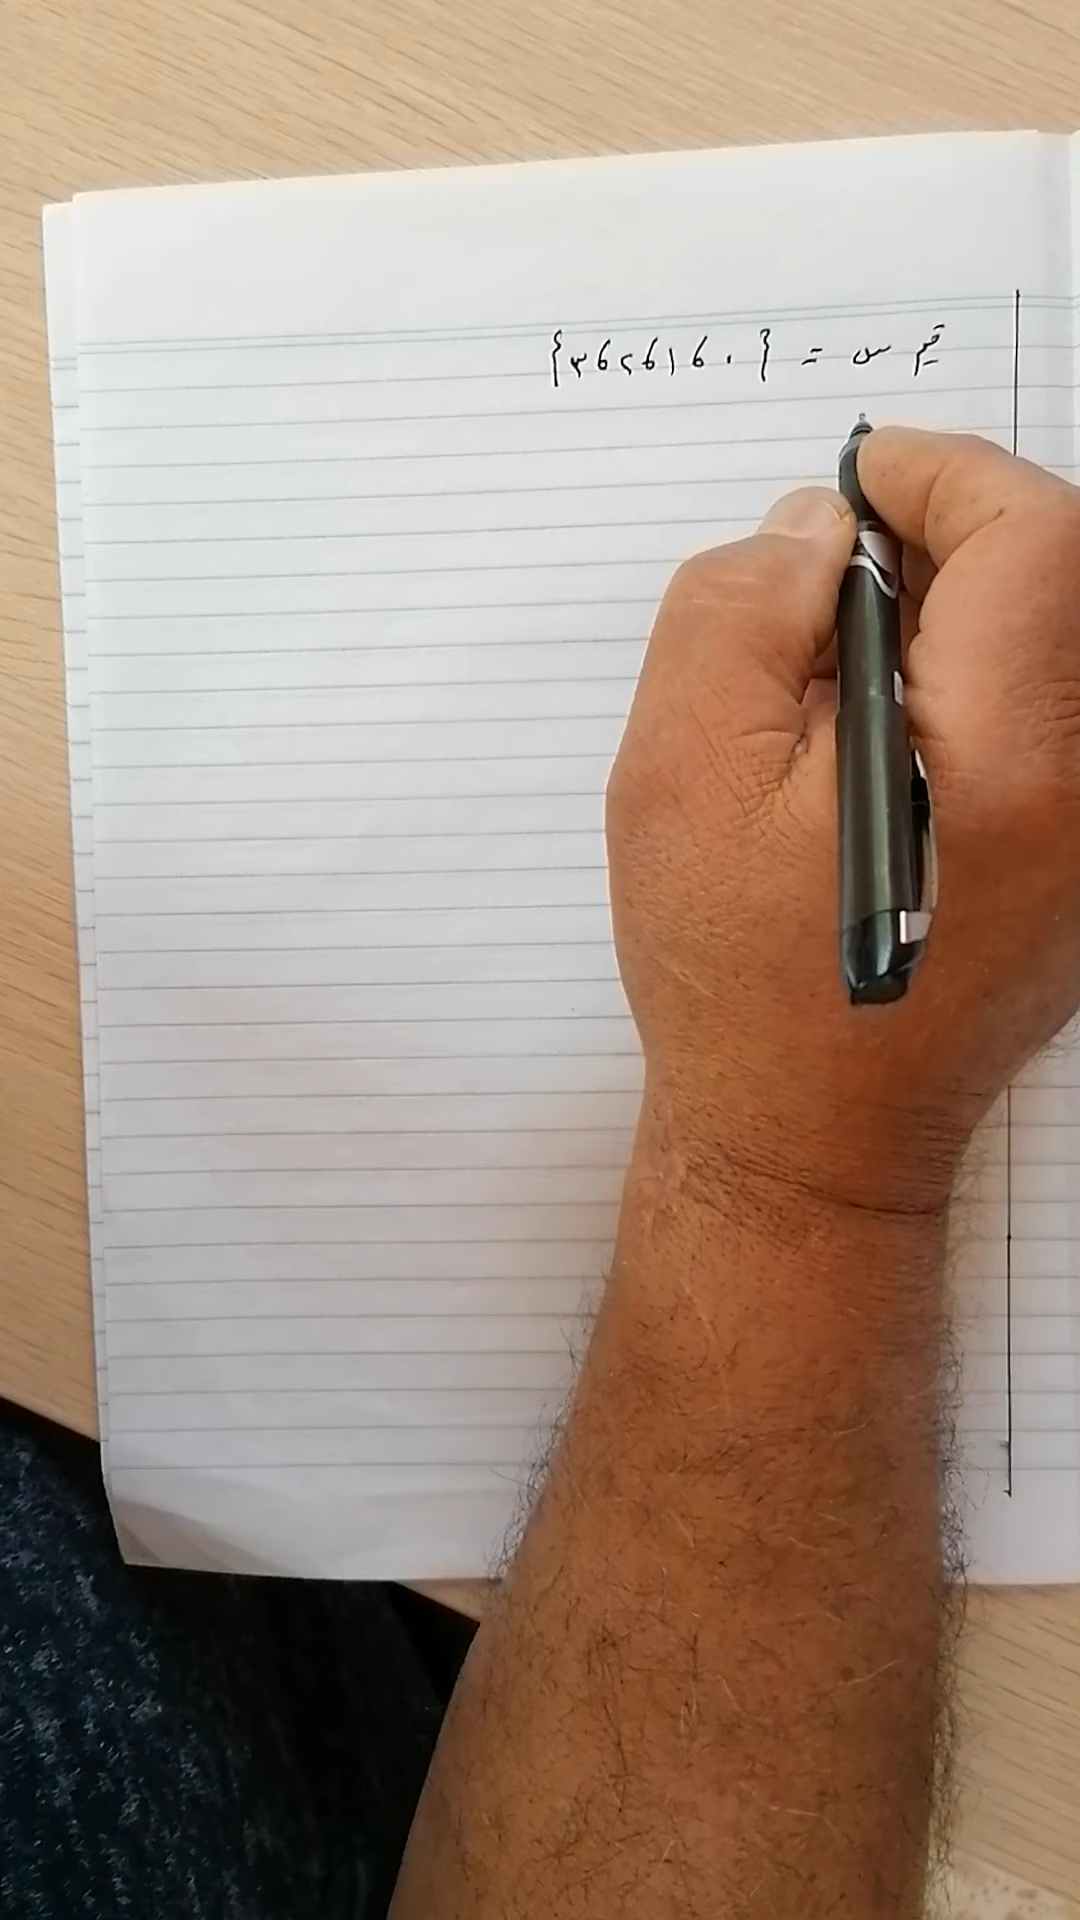 قيم س = { ٠ ، ١ ، ٢ ، ٣ }